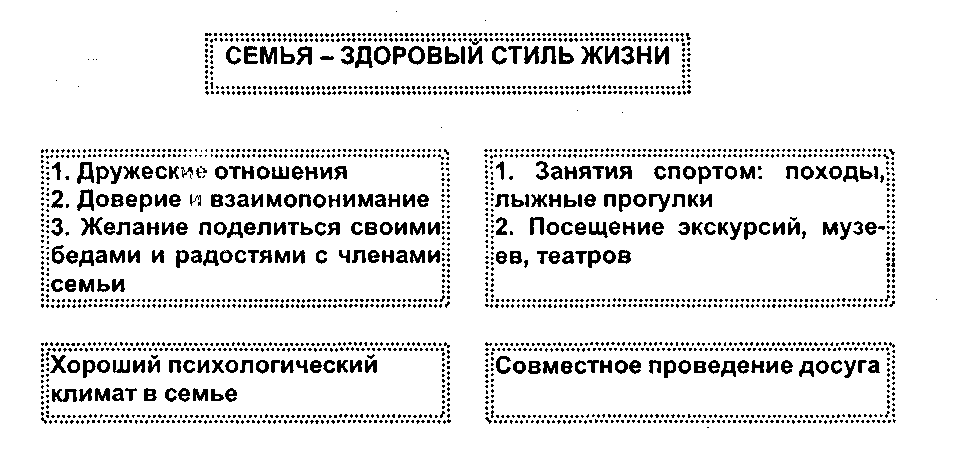 СЕМЬЯ – ЗДОРОВЫЙ СТИЛЬ ЖИЗНИ
1. Дружеские отношения
2. Доверие и взаимопонимание
3. Желание поделиться своими
бедами и радостями с членами
семьи
1. Занятия спортом: походы,
лыжные прогулки
2. Посещение экскурсий, музе-
ев, театров
Хороший психологический
климат в семье
Совместное проведение досуга